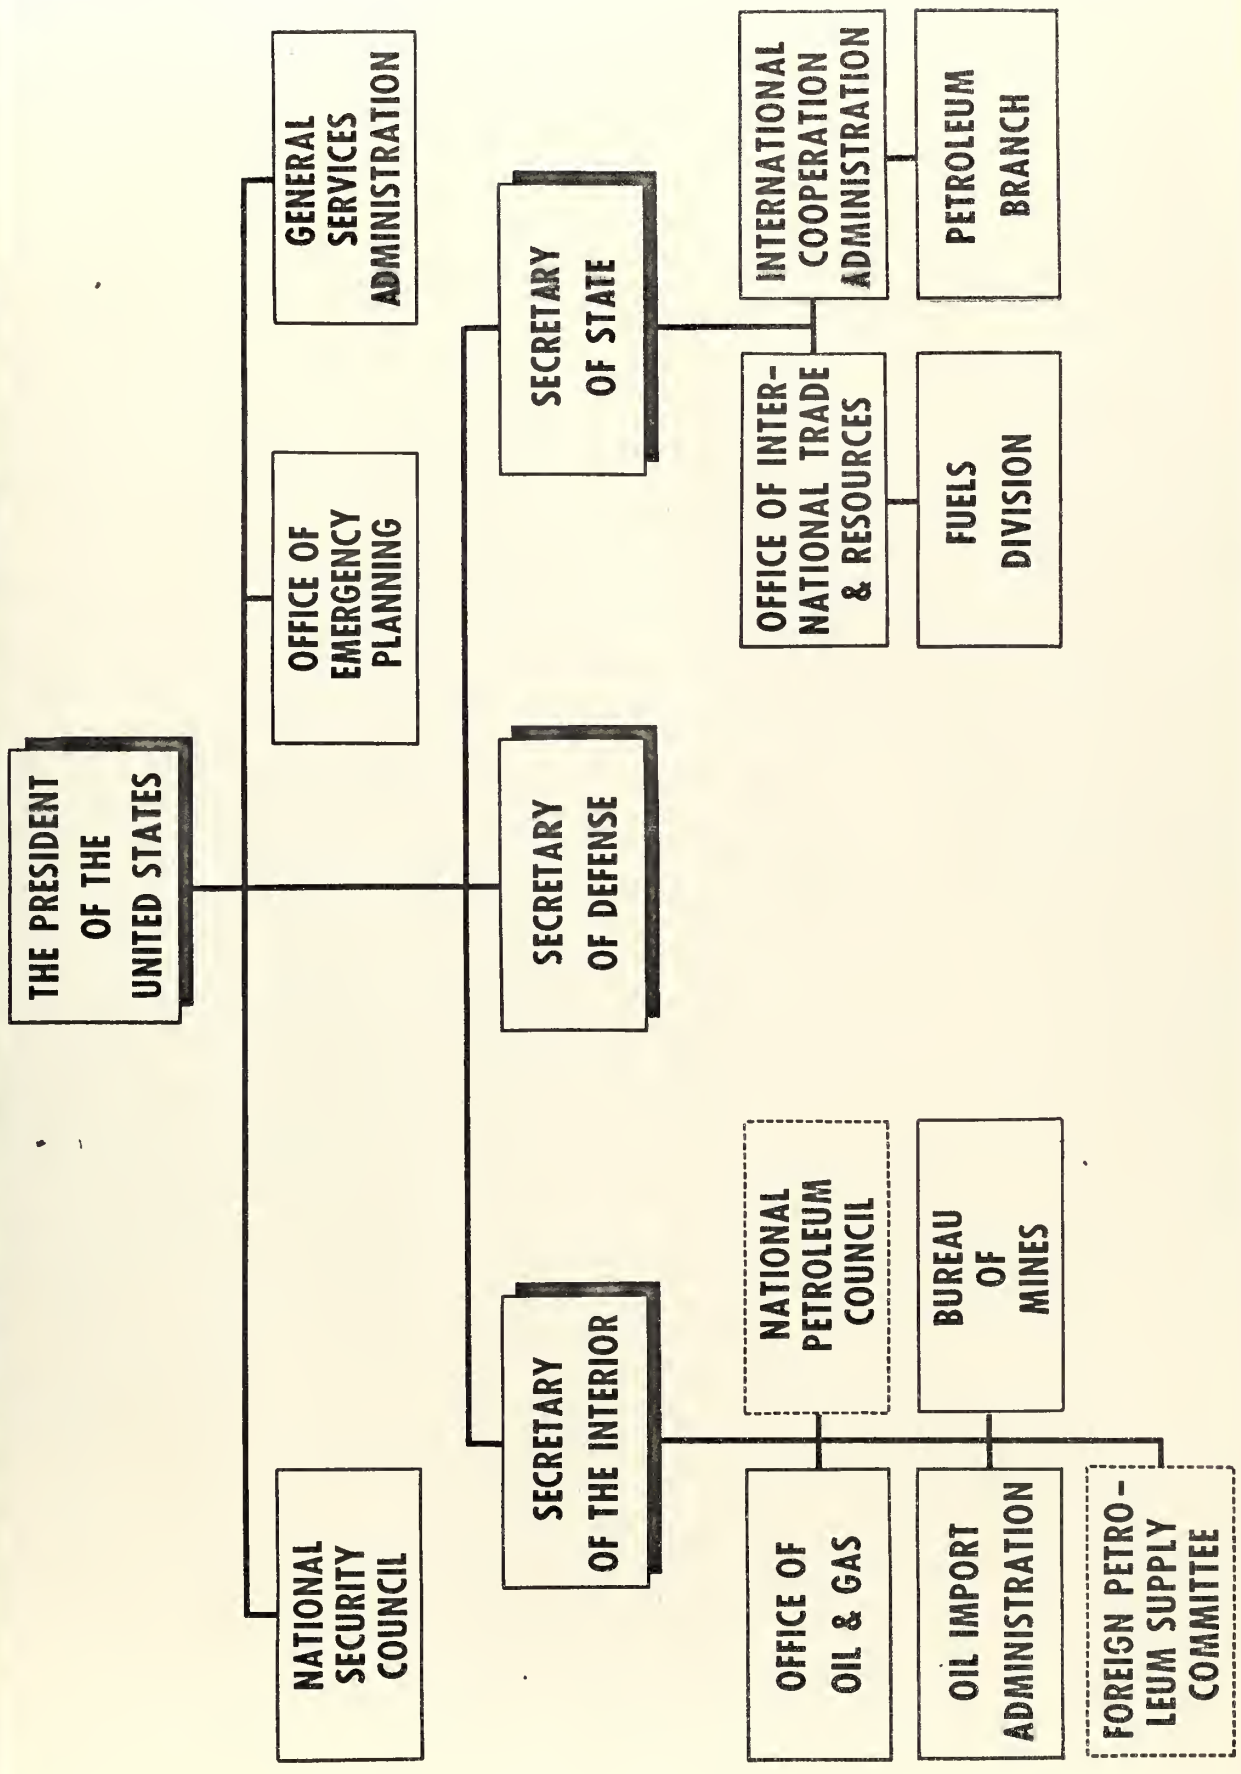 THE PRESIDENT
OF THE
UNITED STATES
NATIONAL
SECURITY
COUNCIL
OFFICE OF
EMERGENCY
PLANNING
GENERAL
SERVICES
ADMINISTRATION
SECRETARY
OF THE INTERIOR
SECRETARY
OF DEFENSE
SECRETARY
OF STATE
OFFICE OF
OIL & GAS
NATIONAL
PETROLEUM
COUNCIL
OIL IMPORT
ADMINISTRATION
BUREAU
OF
MINES
FOREIGN PETRO-
LEUM SUPPLY
COMMITTEE
OFFICE OF INTER-
NATIONAL TRADE
& RESOURCES
INTERNATIONAL
COOPERATION
ADMINISTRATION
FUELS
DIVISION
PETROLEUM
BRANCH